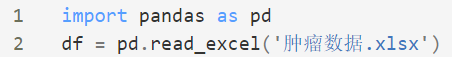 1 import pandas as pd
2 df = pd.read_excel('肿瘤数据.xlsx')